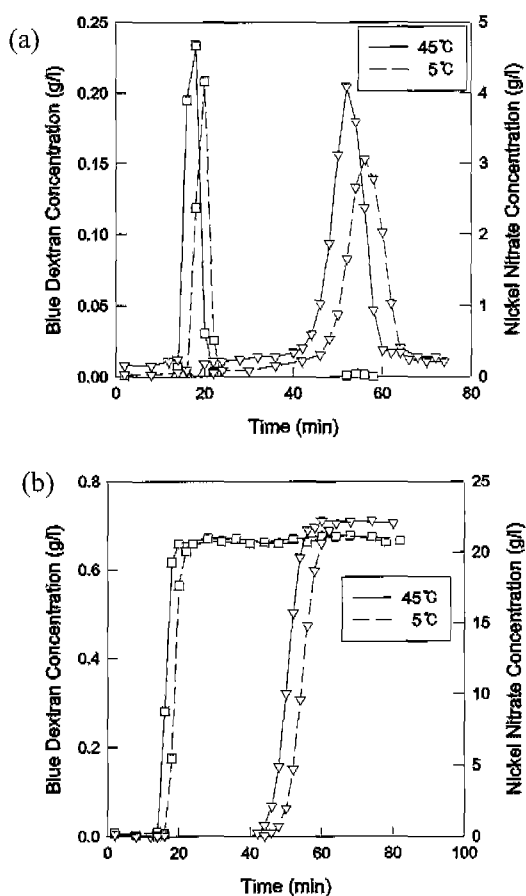 (a)
45℃
5℃
Blue Dextran Concentration (g/l)
0.25
0.20
0.15
0.10
0.05
0.00
Nickel Nitrate Concentration (g/l)
5
4
3
2
1
0
0 20 40 60 80
Time (min)
(b)
45℃
5℃
Blue Dextran Concentration (g/l)
0.8
0.6
0.4
0.2
0.0
Nickel Nitrate Concentration (g/l)
25
20
15
10
5
0
0 20 40 60 80 100
Time (min)